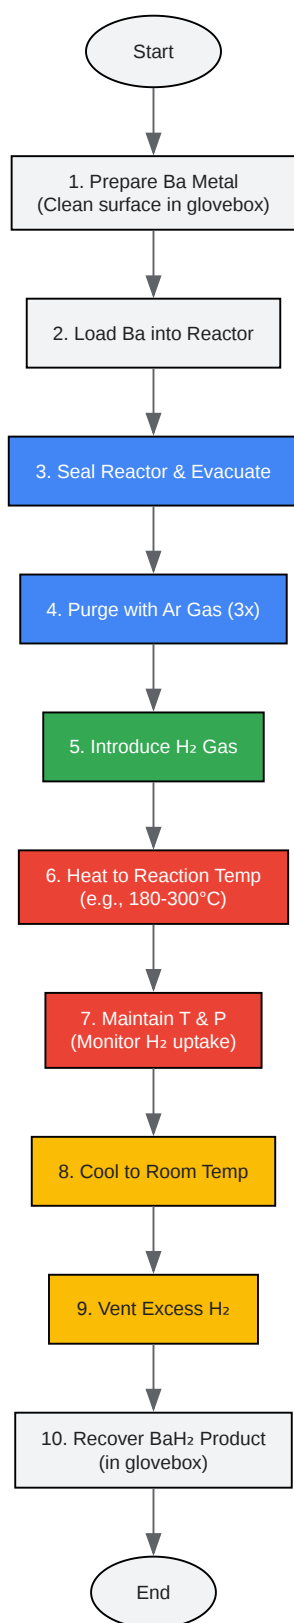 Start
1. Prepare Ba Metal
(Clean surface in glovebox)
2. Load Ba into Reactor
3. Seal Reactor & Evacuate
4. Purge with Ar Gas (3x)
5. Introduce H₂ Gas
6. Heat to Reaction Temp
(e.g., 180-300°C)
7. Maintain T & P
(Monitor H₂ uptake)
8. Cool to Room Temp
9. Vent Excess H₂
10. Recover BaH₂ Product
(in glovebox)
End